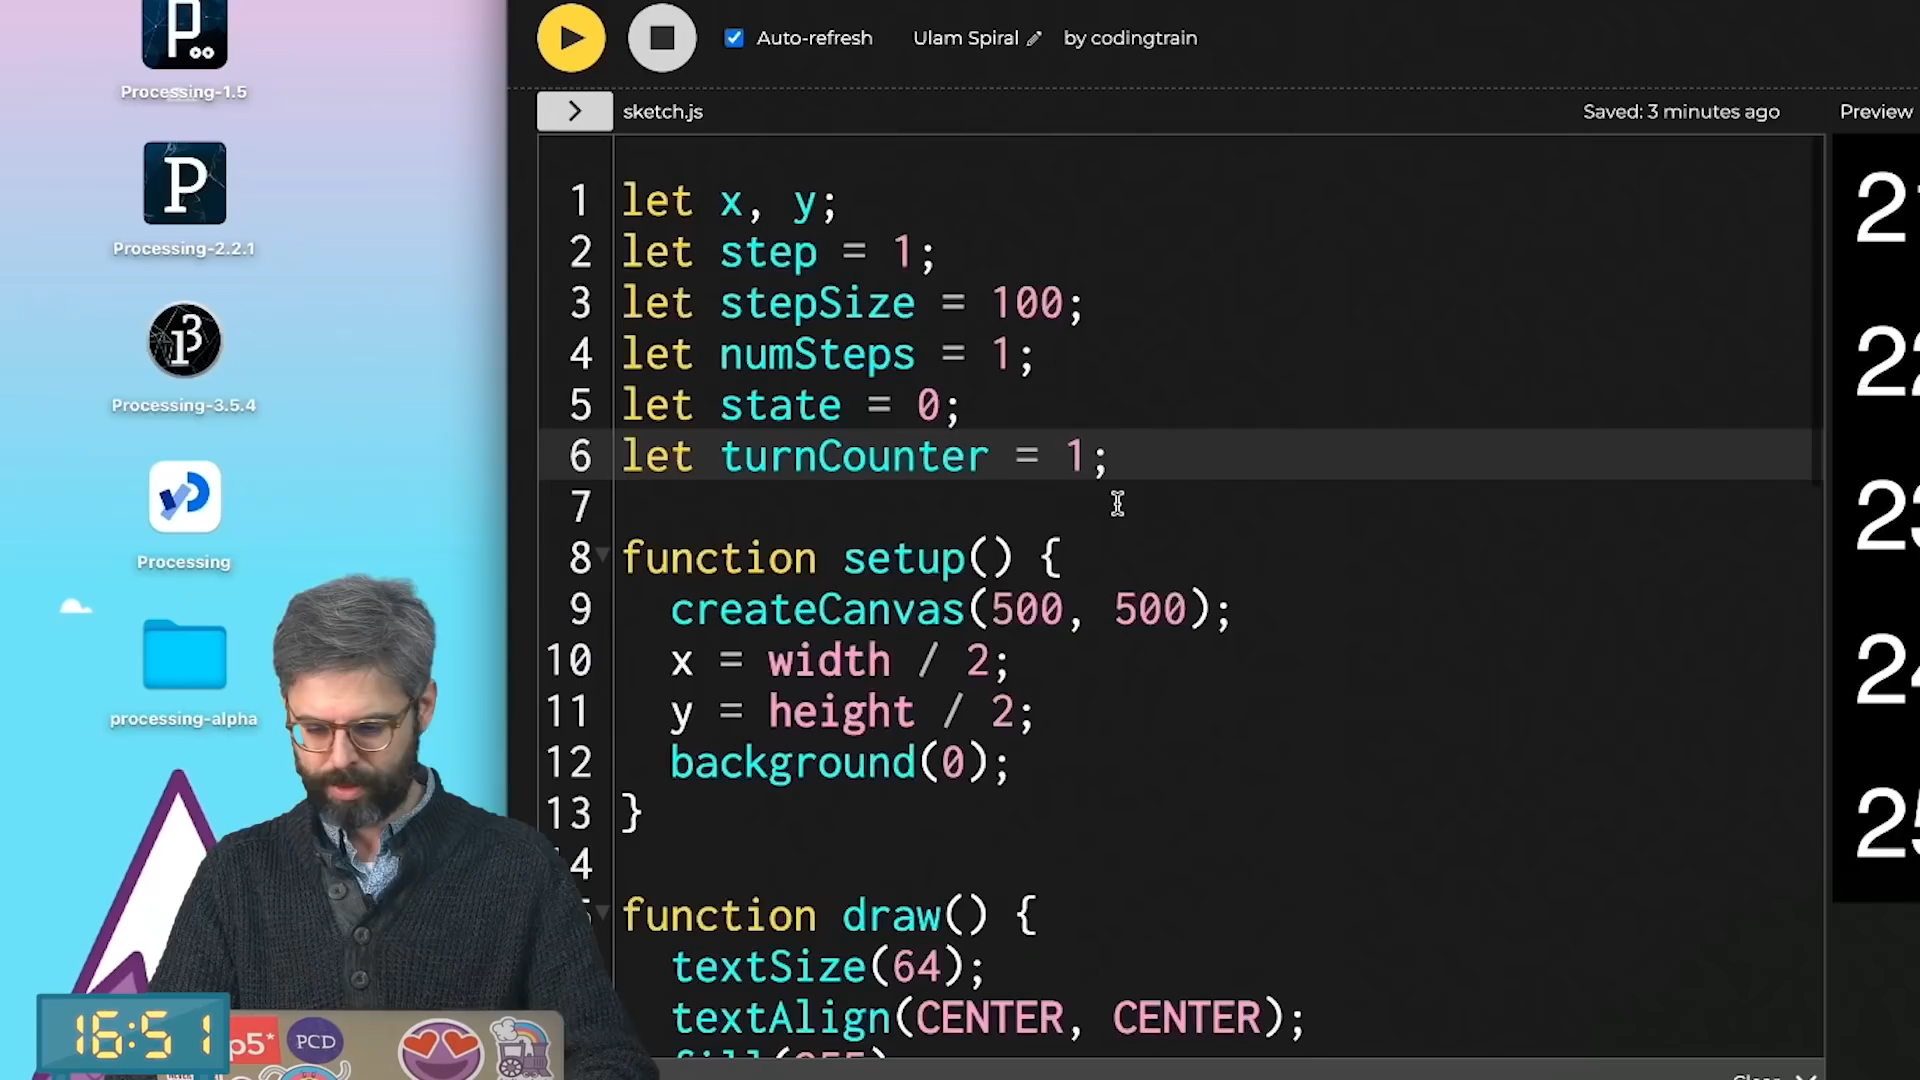 Auto-refresh
Ulam Spiral
by codingtrain
Processing-1.5
sketch.js
Saved: 3 minutes ago
Preview
1 let x, y;
2 let step = 1;
3 let stepSize = 100;
4 let numSteps = 1;
5 let state = 0;
6 let turnCounter = 1;
7
8 function setup() {
9 createCanvas(500, 500);
10 x = width / 2;
11 y = height / 2;
12 background(0);
13 }
4
function draw() {
textSize(64);
textAlign(CENTER, CENTER);
Processing-2.2.1
Processing-3.5.4
Processing
processing-alpha
22
23
24
16:51
p5*
PCD